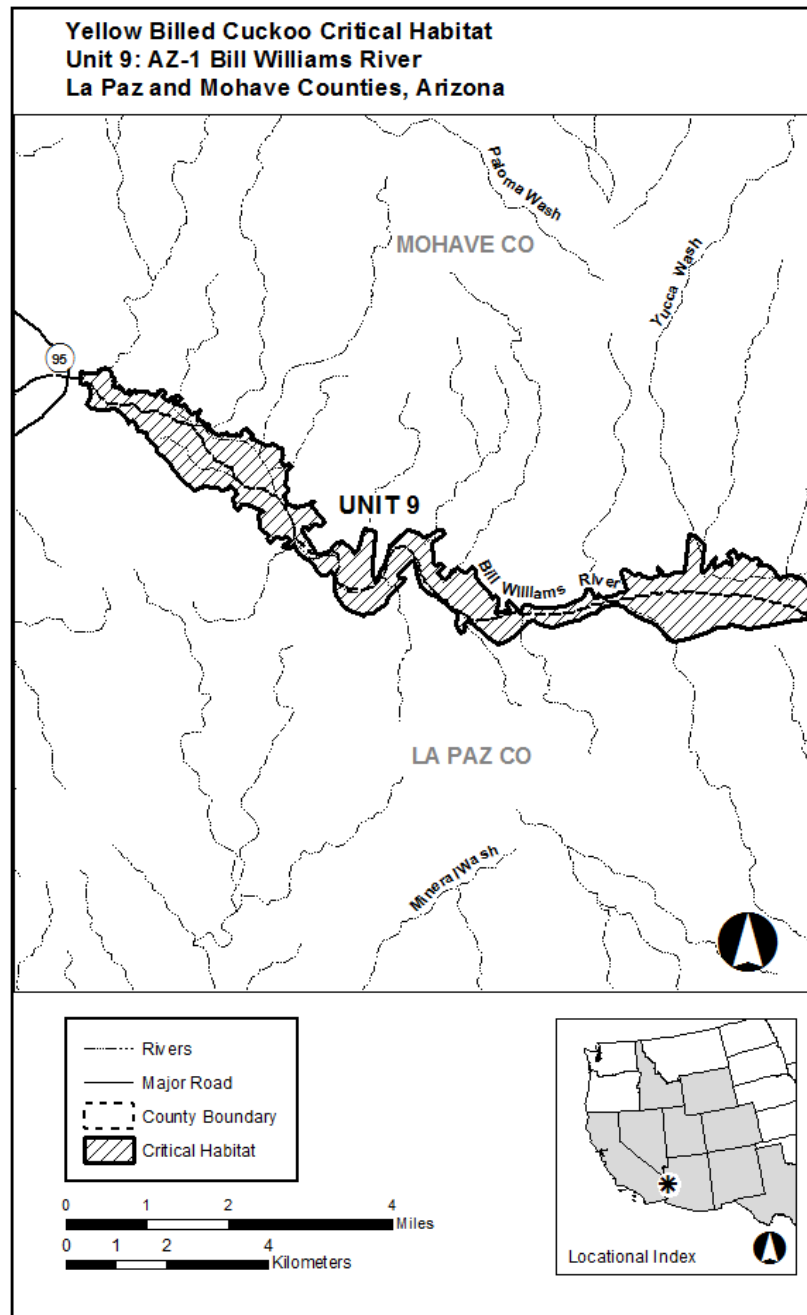 Yellow Billed Cuckoo Critical Habitat
Unit 9: AZ-1 Bill Williams River
La Paz and Mohave Counties, Arizona
Paloma Wash
MOHAVE CO
Yucca Wash
95
UNIT 9
Bill Williams River
LA PAZ CO
Mineral Wash
Rivers
Major Road
County Boundary
Critical Habitat
0 1 2 4
Miles
0 1 2 4
Kilometers
Locational Index